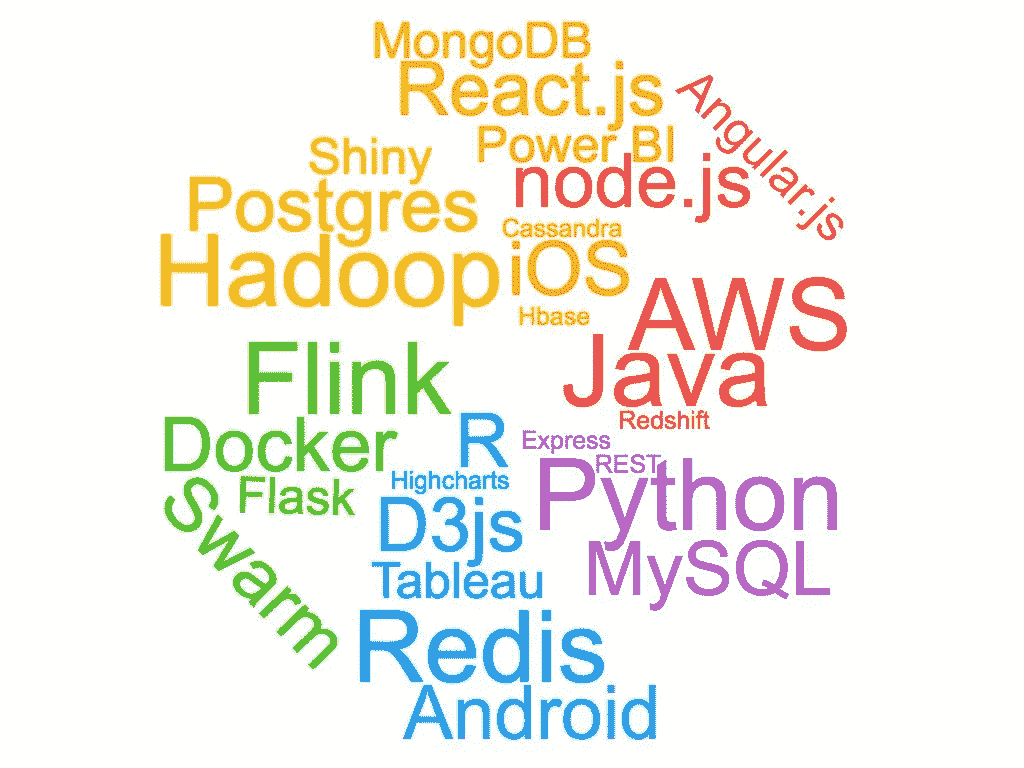 MongoDB
React.js
Angular.js
Power BI
Shiny
node.js
Postgres
Cassandra
Hadoop
iOS
Hbase
AWS
Flink
Java
Redshift
Docker
R
Express
REST
Highcharts
Python
Flask
Swarm
D3js
MySQL
Tableau
Redis
Android